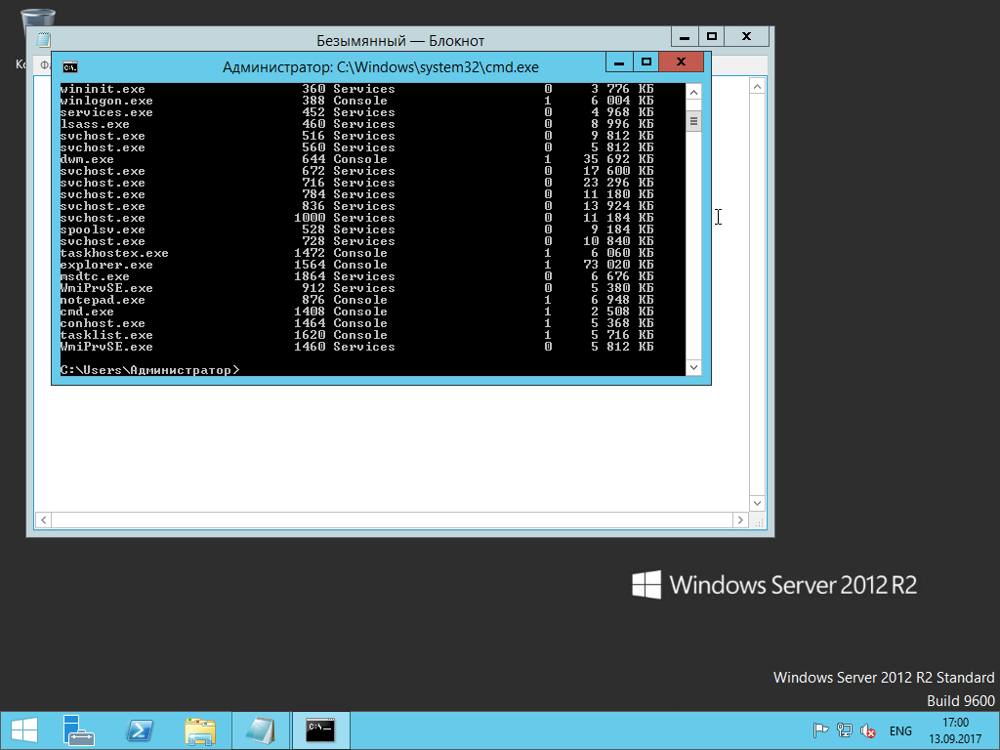 Безымянный — Блокнот
Администратор: C:\Windows\system32\cmd.exe
wininit.exe 360 Services 0 3 776 КБ
winlogon.exe 388 Console 1 6 004 КБ
services.exe 452 Services 0 4 968 КБ
lsass.exe 460 Services 0 8 996 КБ
svchost.exe 516 Services 0 9 812 КБ
svchost.exe 560 Services 0 5 812 КБ
dwm.exe 644 Console 1 35 692 КБ
svchost.exe 672 Services 0 17 600 КБ
svchost.exe 716 Services 0 23 296 КБ
svchost.exe 784 Services 0 11 180 КБ
svchost.exe 836 Services 0 13 924 КБ
svchost.exe 1000 Services 0 11 184 КБ
spoolsv.exe 528 Services 0 9 184 КБ
svchost.exe 728 Services 0 10 840 КБ
taskhostex.exe 1472 Console 1 6 060 КБ
explorer.exe 1564 Console 1 73 020 КБ
msdtc.exe 1864 Services 0 6 676 КБ
WmiPrvSE.exe 912 Services 0 5 380 КБ
notepad.exe 876 Console 1 6 948 КБ
cmd.exe 1408 Console 1 2 508 КБ
conhost.exe 1464 Console 1 5 368 КБ
tasklist.exe 1620 Console 1 5 716 КБ
WmiPrvSE.exe 1460 Services 0 5 812 КБ
C:\Users\Администратор>
Windows Server 2012 R2
Windows Server 2012 R2 Standard
Build 9600
ENG
17:00
13.09.2017